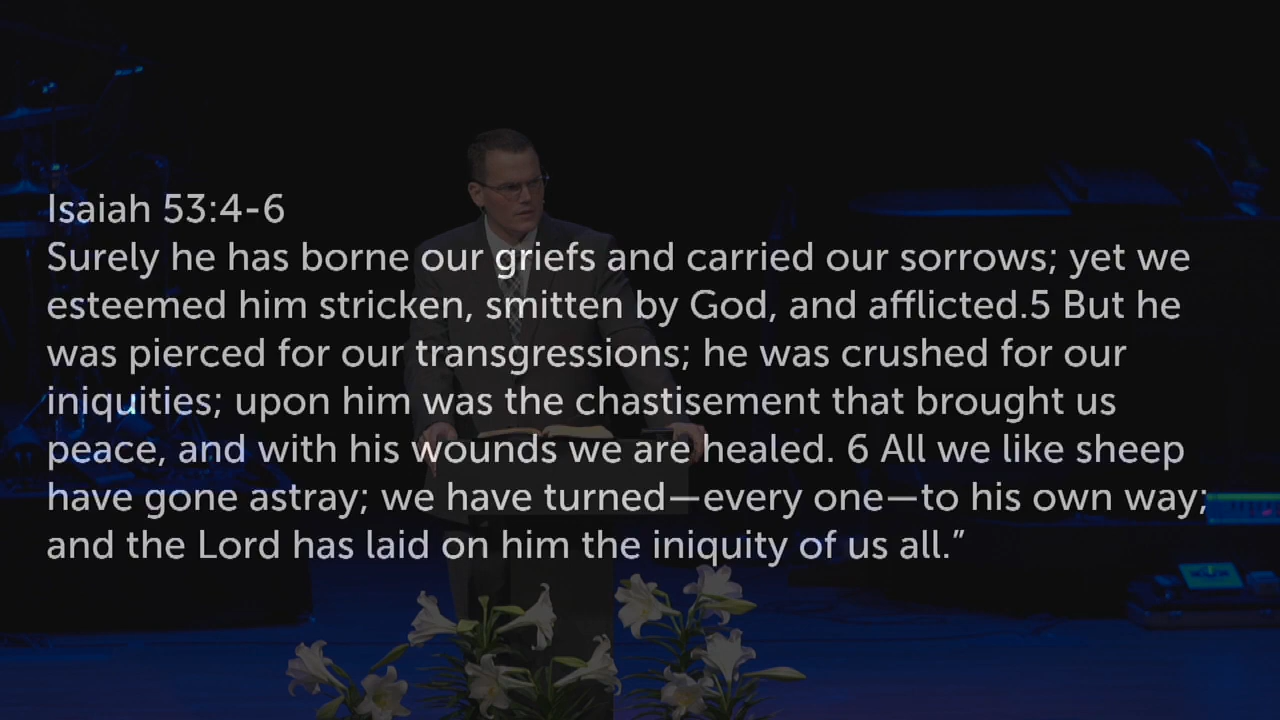 Isaiah 53:4-6
Surely he has borne our griefs and carried our sorrows; yet we
esteemed him stricken, smitten by God, and afflicted.5 But he
was pierced for our transgressions; he was crushed for our
iniquities; upon him was the chastisement that brought us
peace, and with his wounds we are healed. 6 All we like sheep
have gone astray; we have turned—every one—to his own way;
and the Lord has laid on him the iniquity of us all.”